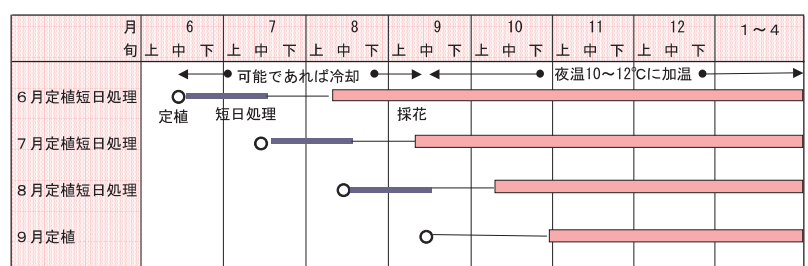 月 6 7 8 9 10 11 12 1～4
旬 上 中 下 上 中 下 上 中 下 上 中 下 上 中 下 上 中 下 上 中 下
可能であれば冷却 夜温10～12℃に加温
6月定植短日処理
定植 短日処理 採花
7月定植短日処理
8月定植短日処理
9月定植